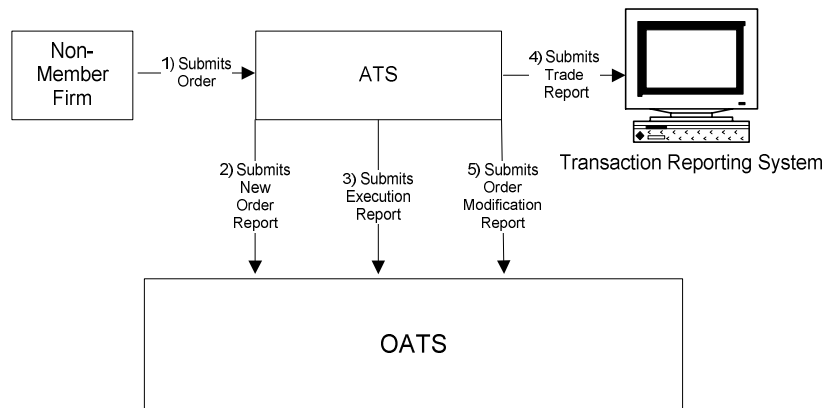 Non-
Member
Firm
1) Submits
Order
ATS
4) Submits
Trade
Report
Transaction Reporting System
2) Submits
New
Order
Report
3) Submits
Execution
Report
5) Submits
Order
Modification
Report
OATS